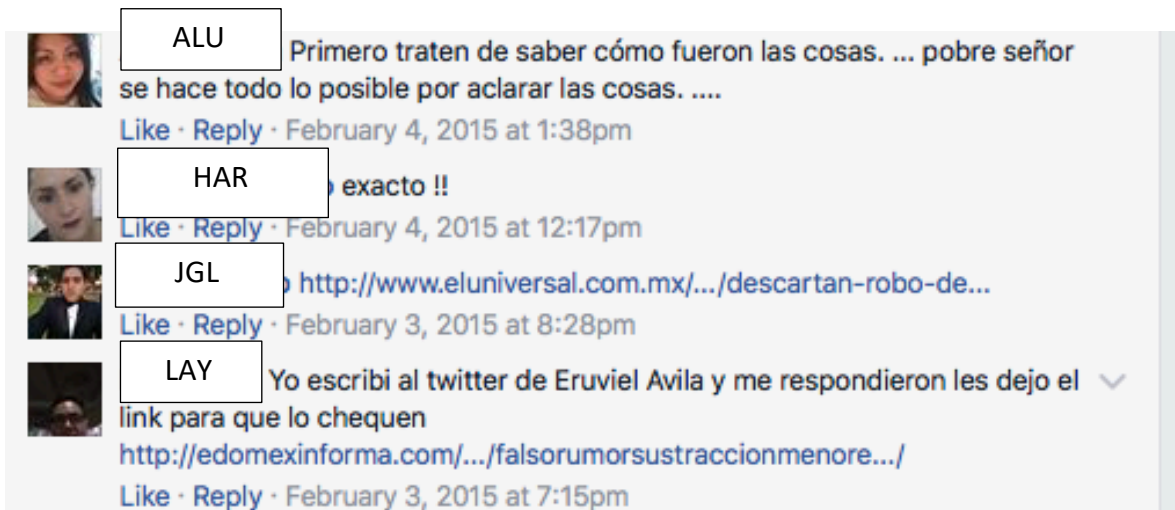 ALU Primero traten de saber cómo fueron las cosas. ... pobre señor
se hace todo lo posible por aclarar las cosas. ....
Like · Reply · February 4, 2015 at 1:38pm
HAR exacto !!
Like · Reply · February 4, 2015 at 12:17pm
JGL http://www.eluniversal.com.mx/.../descartan-robo-de...
Like · Reply · February 3, 2015 at 8:28pm
LAY Yo escribi al twitter de Eruviel Avila y me respondieron les dejo el
link para que lo chequen
http://edomexinforma.com/.../falsorumorsustraccionmenore.../
Like · Reply · February 3, 2015 at 7:15pm